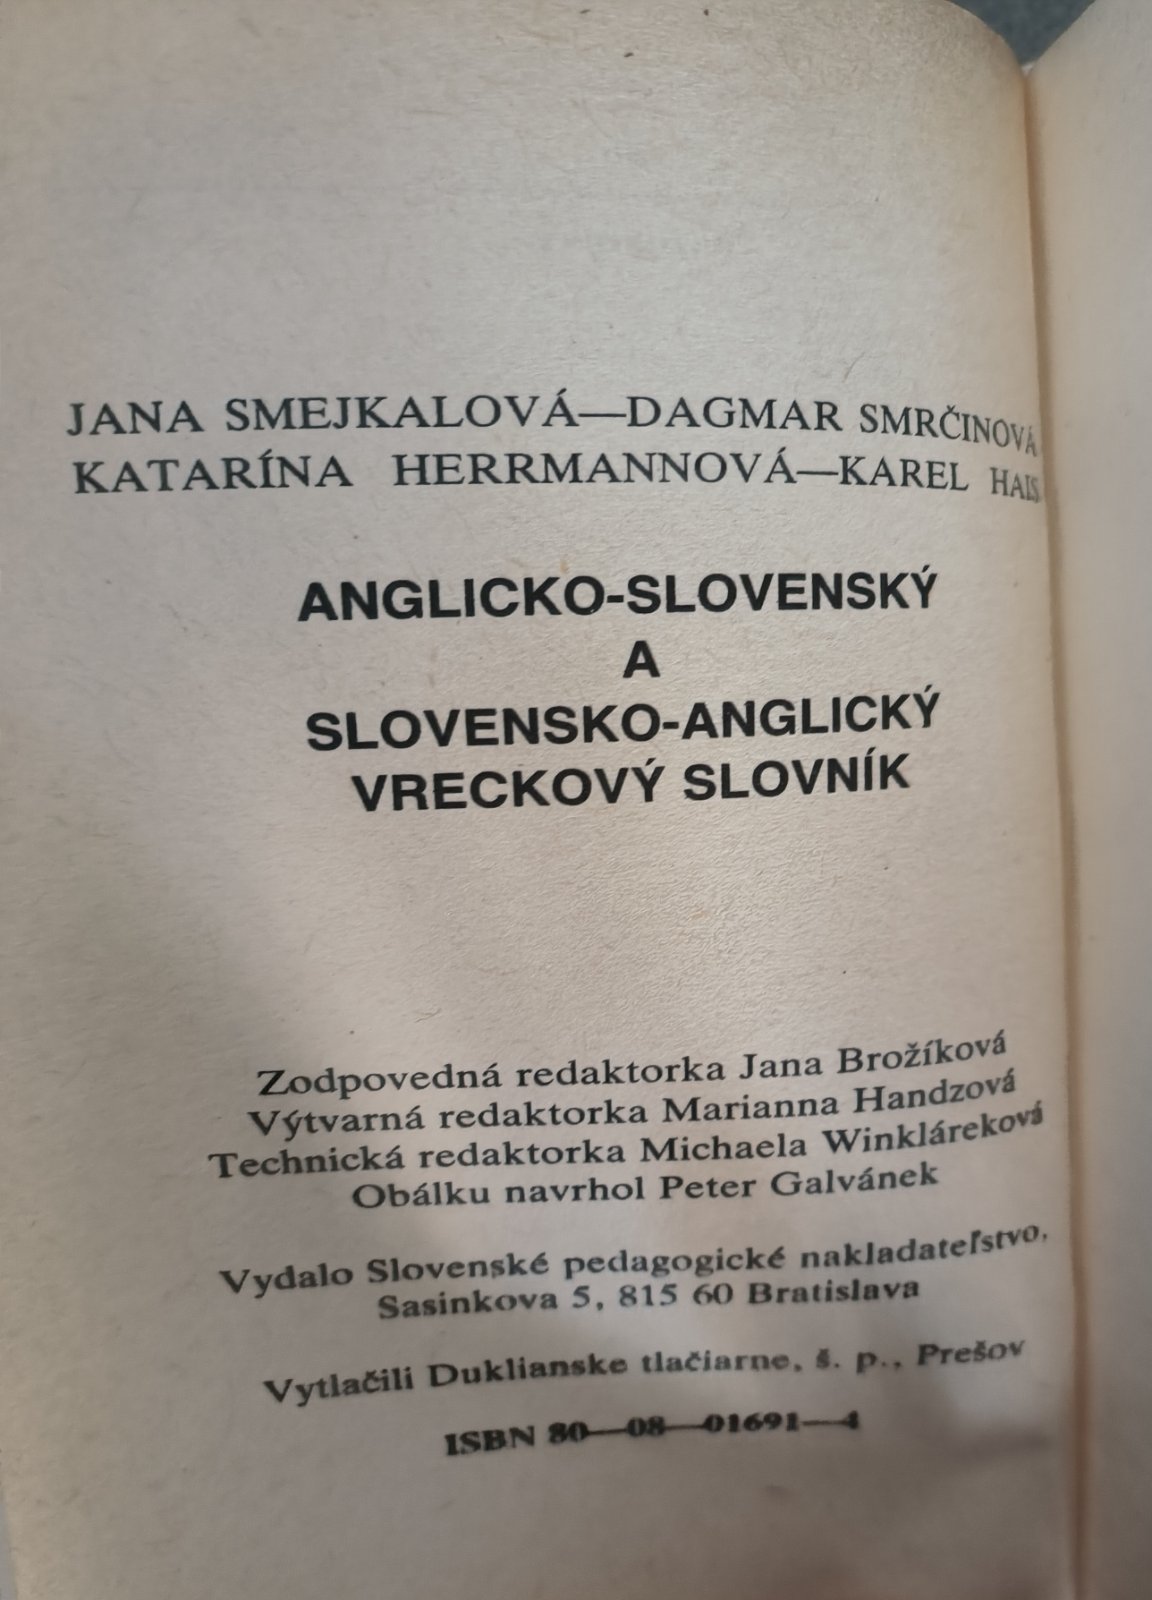 JANA SMEJKALOVÁ—DAGMAR SMRČINOVÁ
KATARÍNA HERRMANNOVÁ—KAREL HAIS
ANGLICKO-SLOVENSKÝ
A
SLOVENSKO-ANGLICKÝ
VRECKOVÝ SLOVNÍK
Zodpovedná redaktorka Jana Brožíková
Výtvarná redaktorka Marianna Handzová
Technická redaktorka Michaela Winkláreková
Obálku navrhol Peter Galvánek
Vydalo Slovenské pedagogické nakladateľstvo,
Sasinkova 5, 815 60 Bratislava
Vytlačili Duklianske tlačiarne, š. p., Prešov
ISBN 80—08—01691—4